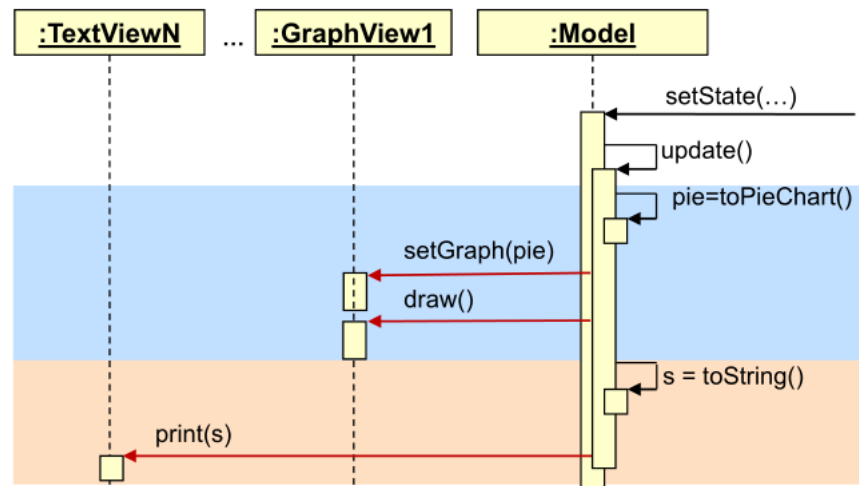 :TextViewN ... :GraphView1 :Model
setState(…)
update()
pie=toPieChart()
setGraph(pie)
draw()
s = toString()
print(s)